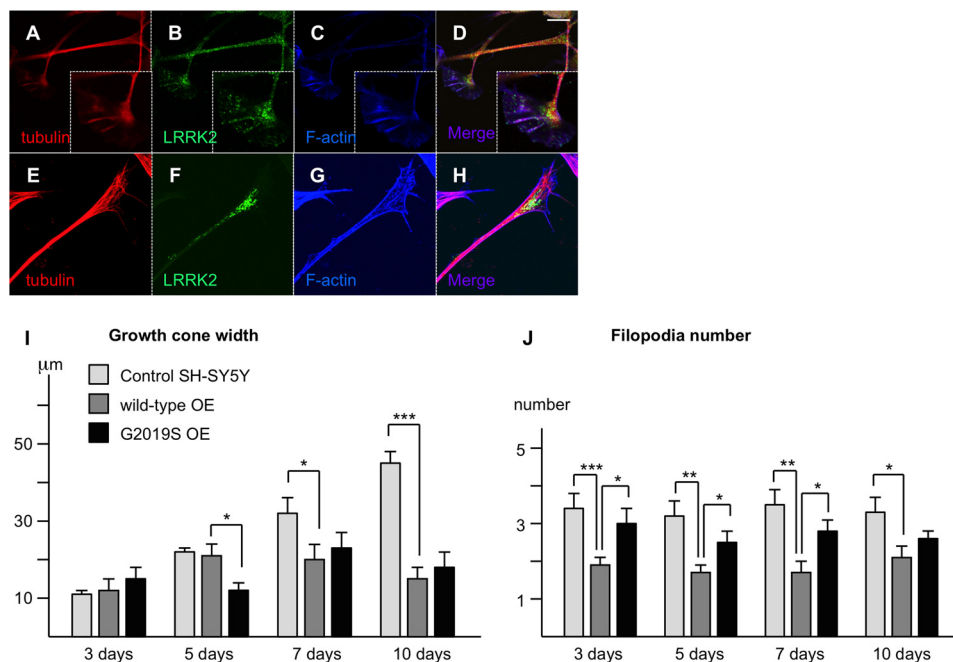 A B C D
tubulin LRRK2 F-actin Merge
E F G H
tubulin LRRK2 F-actin Merge
I Growth cone width
μm
Control SH-SY5Y
wild-type OE
G2019S OE
50
30
10
*
*
***
3 days 5 days 7 days 10 days
J Filopodia number
number
5
3
1
*** * ** * ** * *
3 days 5 days 7 days 10 days